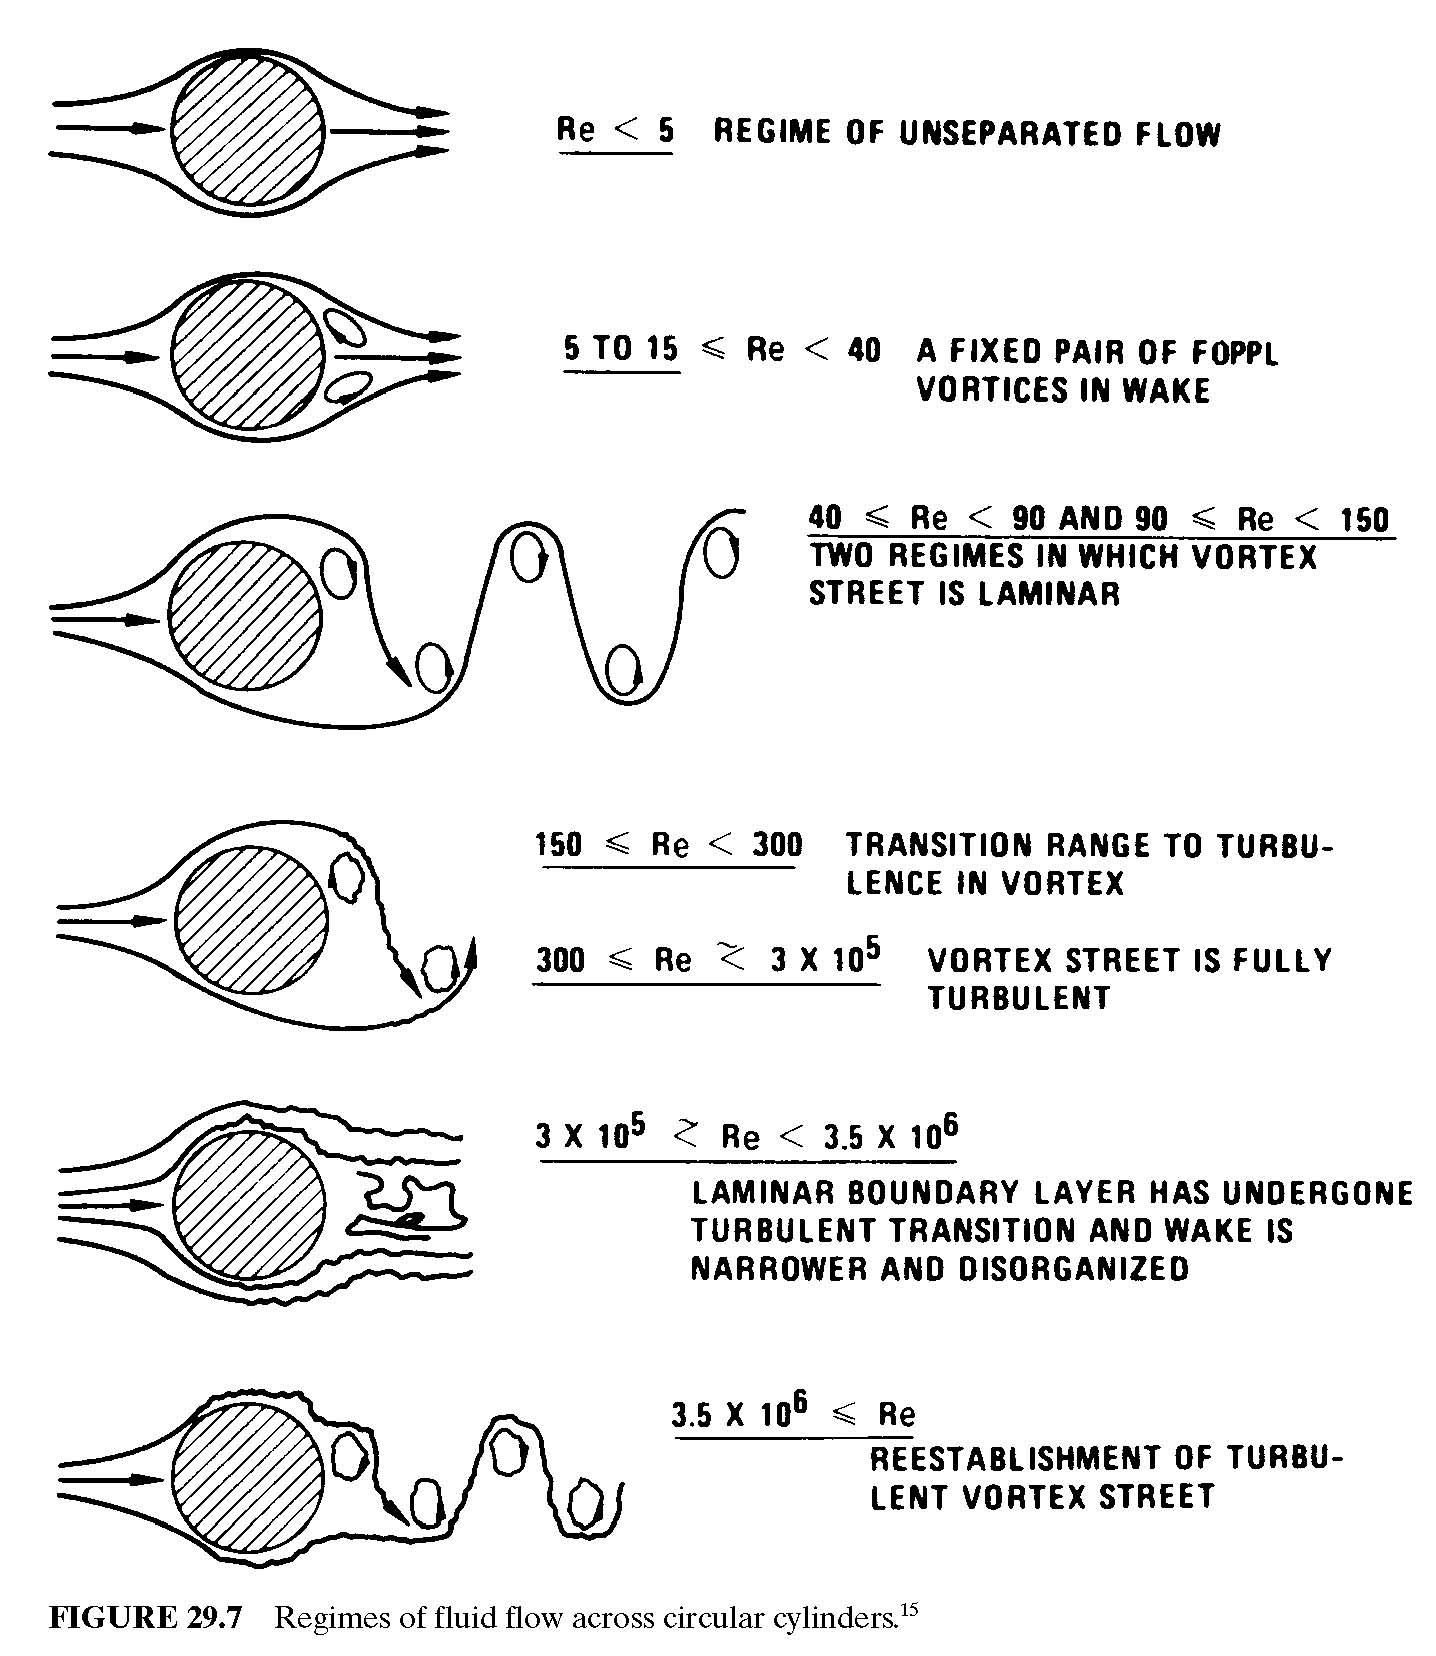 Re < 5 REGIME OF UNSEPARATED FLOW
5 TO 15 ⩽ Re < 40 A FIXED PAIR OF FOPPL
VORTICES IN WAKE
40 ⩽ Re < 90 AND 90 ⩽ Re < 150
TWO REGIMES IN WHICH VORTEX
STREET IS LAMINAR
150 ⩽ Re < 300 TRANSITION RANGE TO TURBU-
LENCE IN VORTEX
300 ⩽ Re ⪝ 3 X 10⁵ VORTEX STREET IS FULLY
TURBULENT
3 X 10⁵ ⪝ Re < 3.5 X 10⁶
LAMINAR BOUNDARY LAYER HAS UNDERGONE
TURBULENT TRANSITION AND WAKE IS
NARROWER AND DISORGANIZED
3.5 X 10⁶ ⩽ Re
REESTABLISHMENT OF TURBU-
LENT VORTEX STREET
FIGURE 29.7 Regimes of fluid flow across circular cylinders.¹⁵